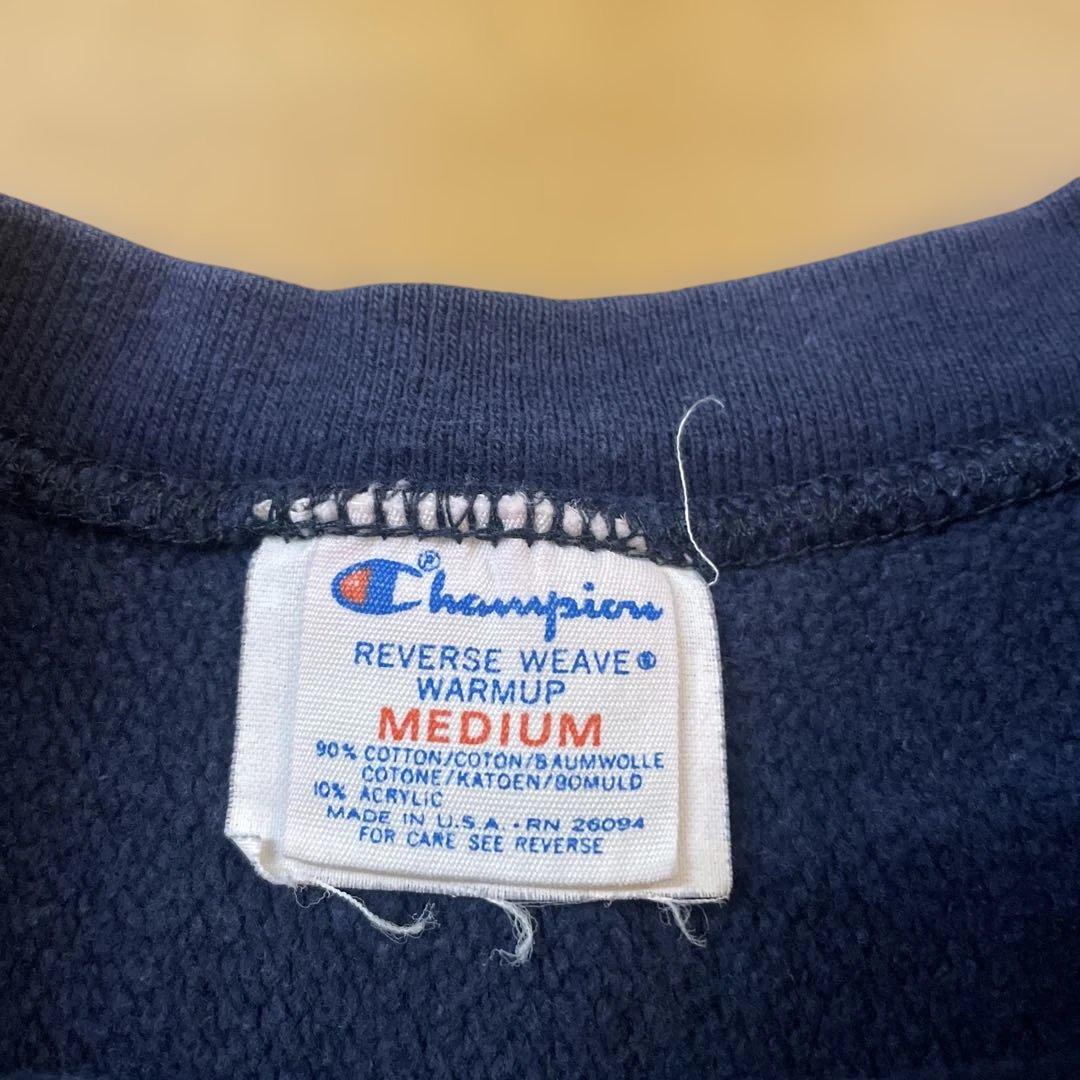 Champion®
REVERSE WEAVE®
WARMUP
MEDIUM
90% COTTON/COTON/BAUMWOLLE
COTONE/KATOEN/BOMULD
10% ACRYLIC
MADE IN U.S.A. RN 26094
FOR CARE SEE REVERSE